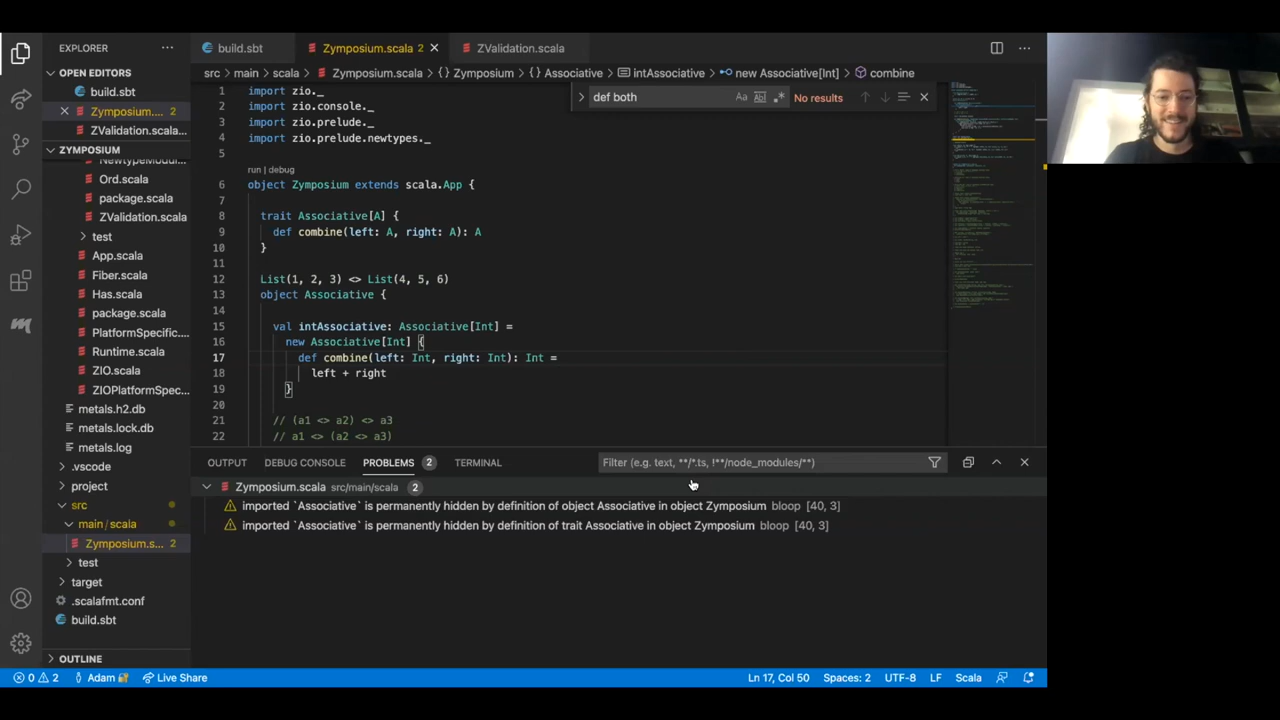 EXPLORER
build.sbt
Zymposium.scala 2
ZValidation.scala
OPEN EDITORS
build.sbt
Zymposium.... 2
ZValidation.scala...
ZYMPOSIUM
Ord.scala
package.scala
ZValidation.scala
test
App.scala
Fiber.scala
Has.scala
package.scala
PlatformSpecific...
Runtime.scala
ZIO.scala
ZIOPlatformSpec...
metals.h2.db
metals.lock.db
metals.log
.vscode
project
src
main / scala
Zymposium.s... 2
test
target
.scalafmt.conf
build.sbt
OUTLINE
src > main > scala > Zymposium.scala > {} Zymposium > {} Associative > intAssociative > new Associative[Int] > combine
def both
Aa
No results
1 import zio._
2 import zio.console._
3 import zio.prelude._
4 import zio.prelude.newtypes._
5
run | debug
6 object Zymposium extends scala.App {
7
8 trait Associative[A] {
9 def combine(left: A, right: A): A
10 }
11
12 List(1, 2, 3) <> List(4, 5, 6)
13 object Associative {
14
15 val intAssociative: Associative[Int] =
16 new Associative[Int] {
17 def combine(left: Int, right: Int): Int =
18 left + right
19 }
20
21 // (a1 <> a2) <> a3
22 // a1 <> (a2 <> a3)
OUTPUT
DEBUG CONSOLE
PROBLEMS 2
TERMINAL
Filter (e.g. text, **/*.ts, !**/node_modules/**)
Zymposium.scala src/main/scala 2
imported `Associative` is permanently hidden by definition of object Associative in object Zymposium bloop [40, 3]
imported `Associative` is permanently hidden by definition of trait Associative in object Zymposium bloop [40, 3]
0 2 Adam Live Share
Ln 17, Col 50 Spaces: 2 UTF-8 LF Scala